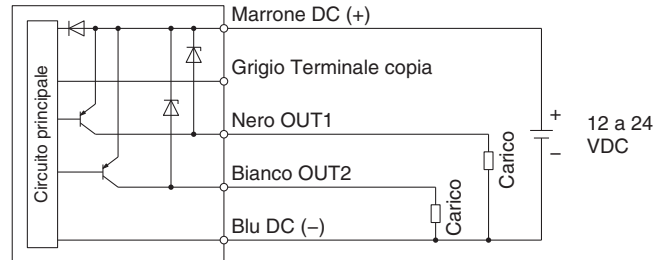 Marrone DC (+)
Grigio Terminale copia
Nero OUT1
Bianco OUT2
Blu DC (−)
Circuito principale
Carico
Carico
+
−
12 a 24
VDC